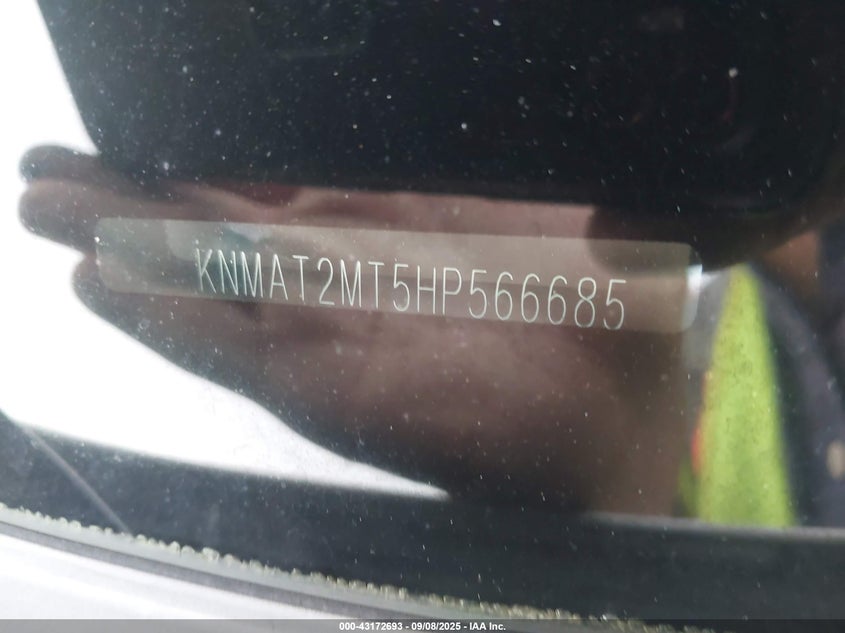 KNMAT2MT5HP566685
000-43172693 - 09/08/2025 - IAA Inc.